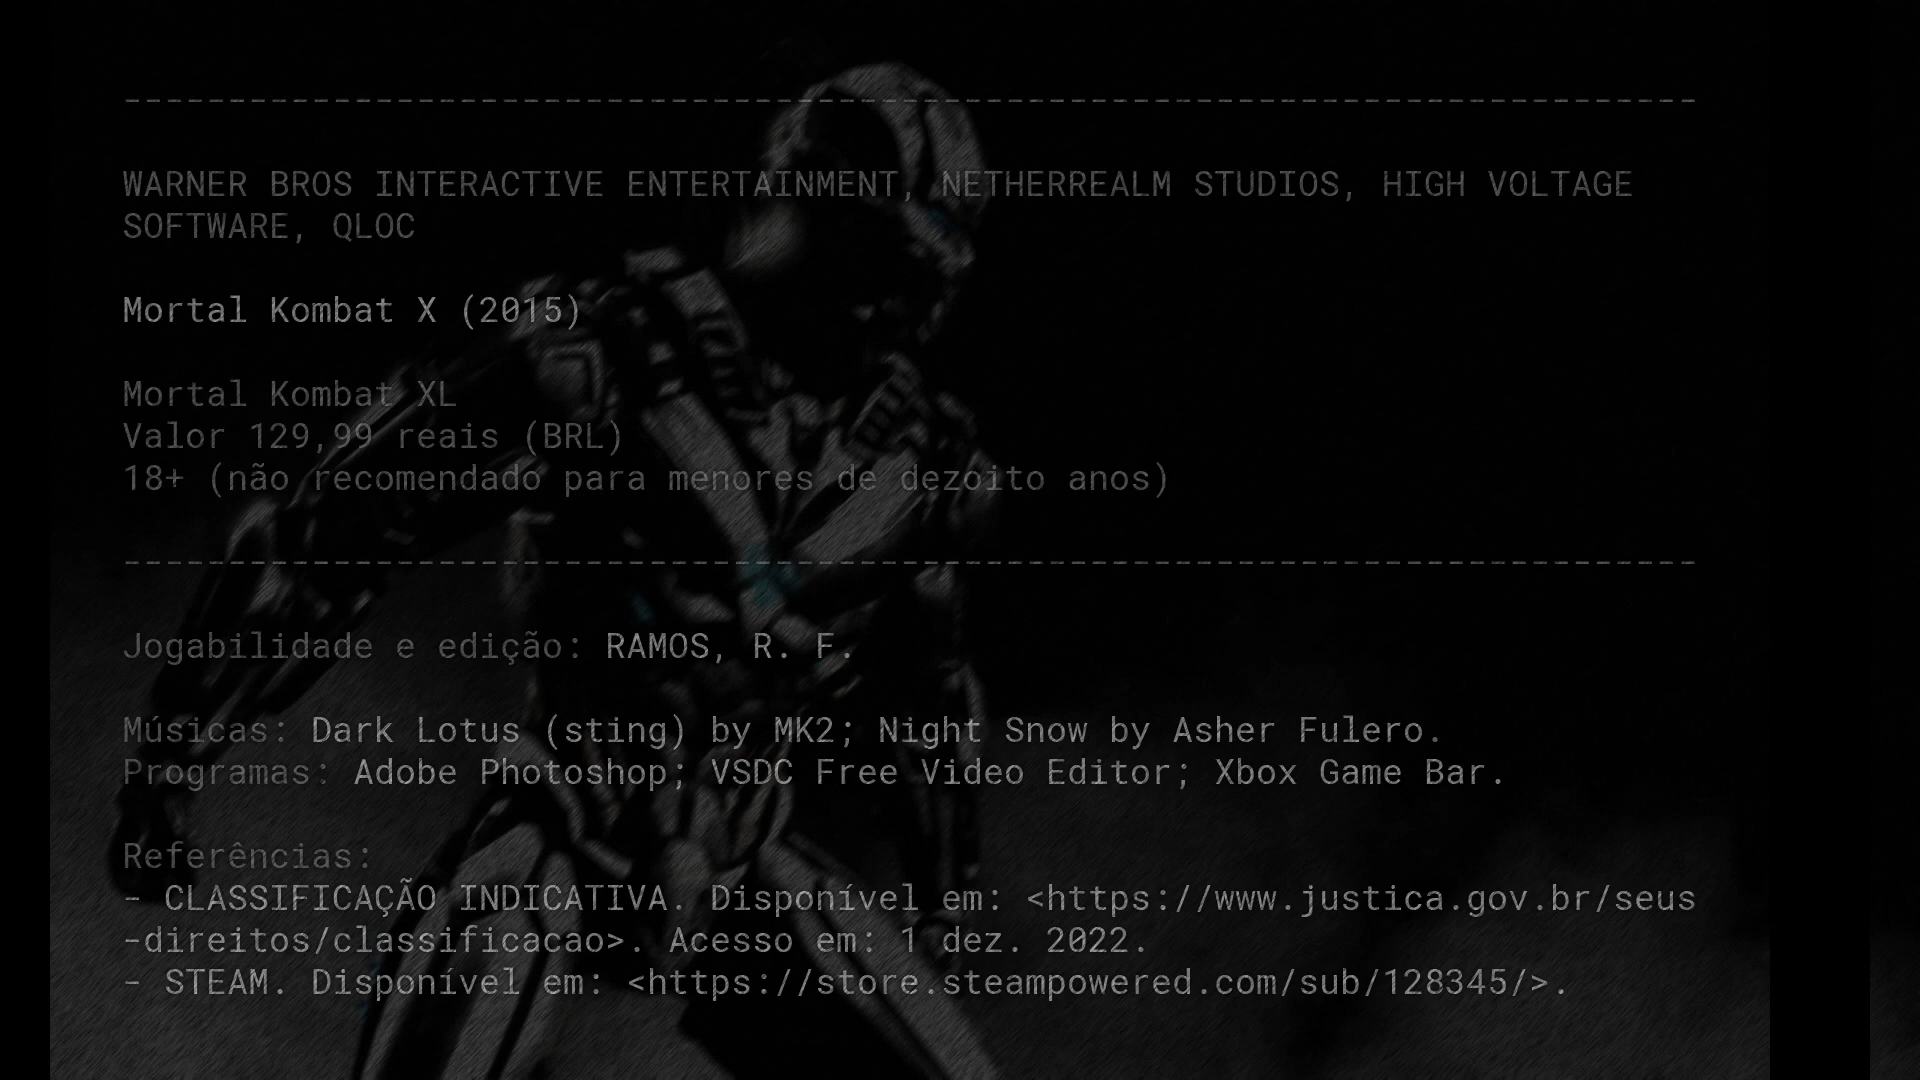 --------------------------------------------------------------------------
WARNER BROS INTERACTIVE ENTERTAINMENT, NETHERREALM STUDIOS, HIGH VOLTAGE
SOFTWARE, QLOC
Mortal Kombat X (2015)
Mortal Kombat XL
Valor 129,99 reais (BRL)
18+ (não recomendado para menores de dezoito anos)
--------------------------------------------------------------------------
Jogabilidade e edição: RAMOS, R. F.
Músicas: Dark Lotus (sting) by MK2; Night Snow by Asher Fulero.
Programas: Adobe Photoshop; VSDC Free Video Editor; Xbox Game Bar.
Referências:
- CLASSIFICAÇÃO INDICATIVA. Disponível em: <https://www.justica.gov.br/seus
-direitos/classificacao>. Acesso em: 1 dez. 2022.
- STEAM. Disponível em: <https://store.steampowered.com/sub/128345/>.